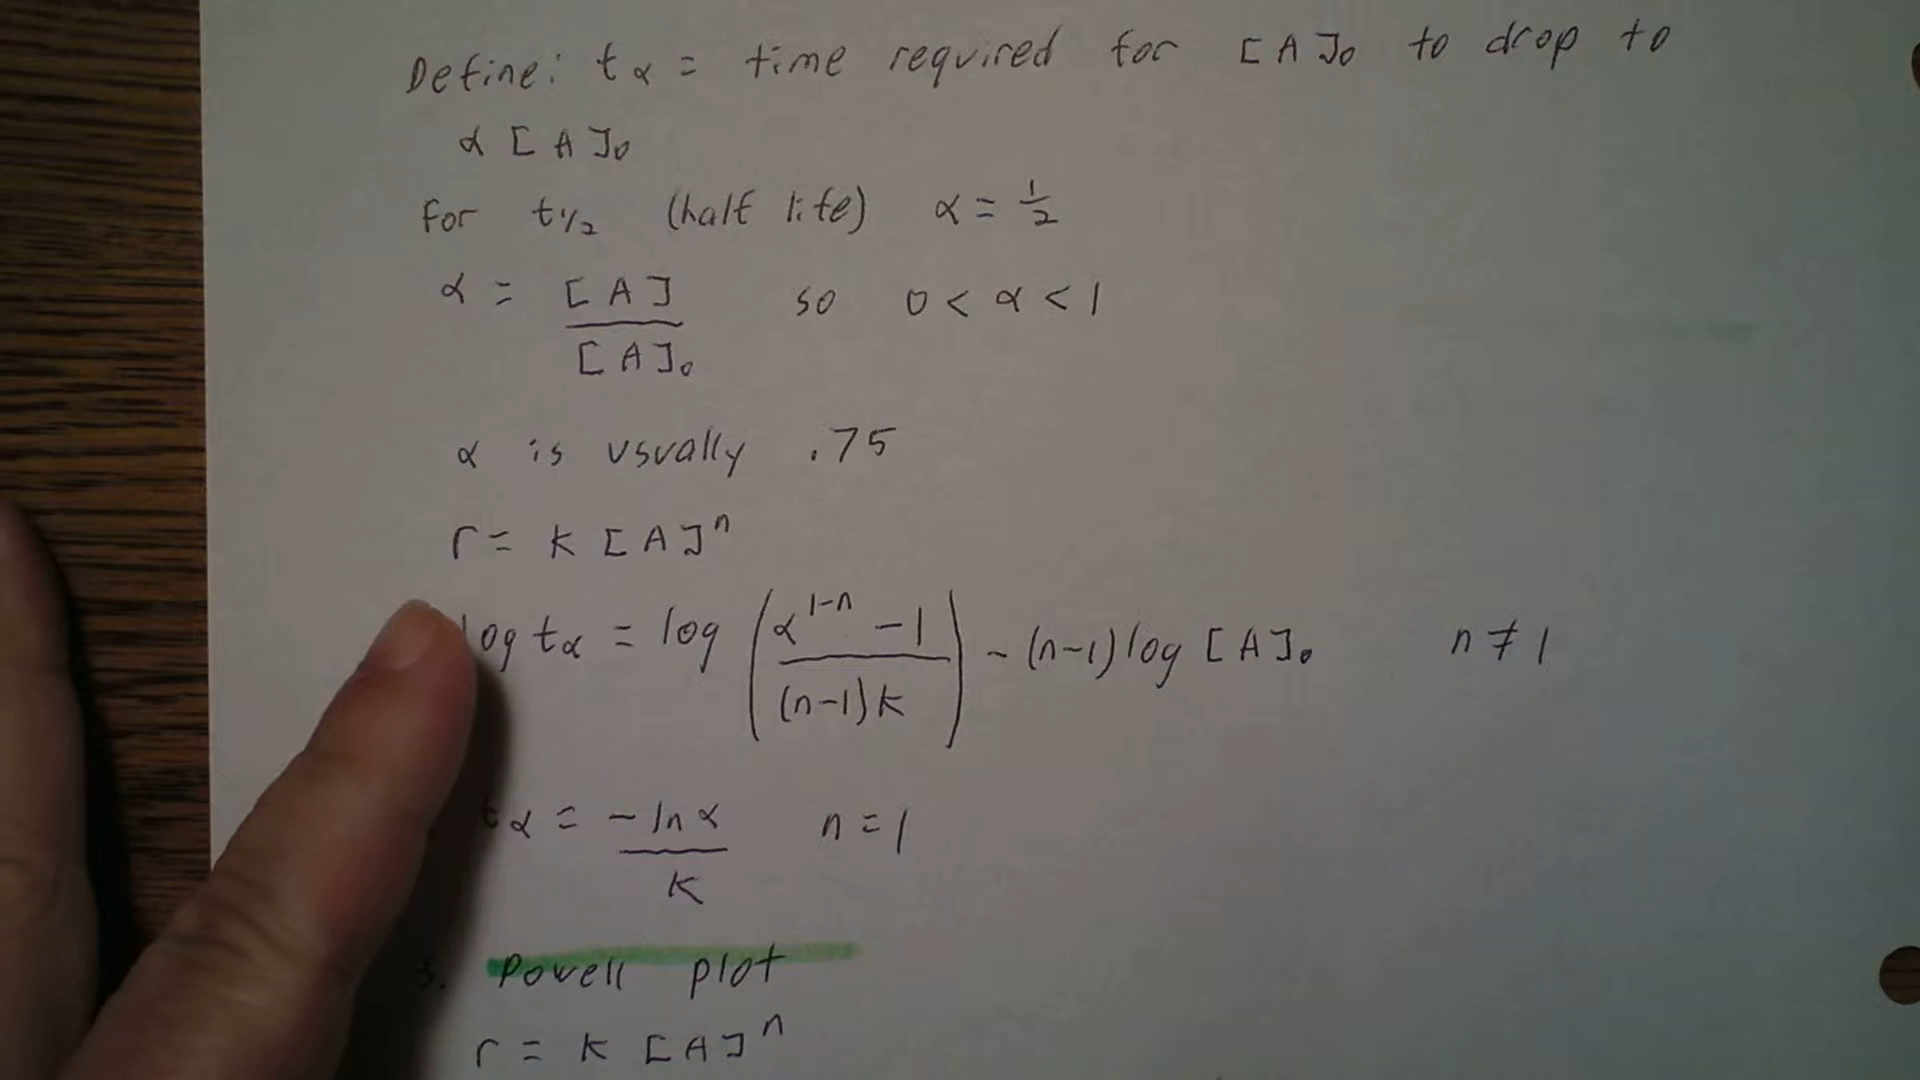 Define: tα = time required for [A]₀ to drop to
α[A]₀
For t1/2 (half life) α = 1/2
α = [A]/[A]₀ so 0 < α < 1
α is usually .75
r = k[A]ⁿ
log tα = log (α^(1-n) - 1 / (n-1)k) - (n-1) log [A]₀ n ≠ 1
tα = -ln α / k n = 1
3. Powell plot
r = k[A]ⁿ